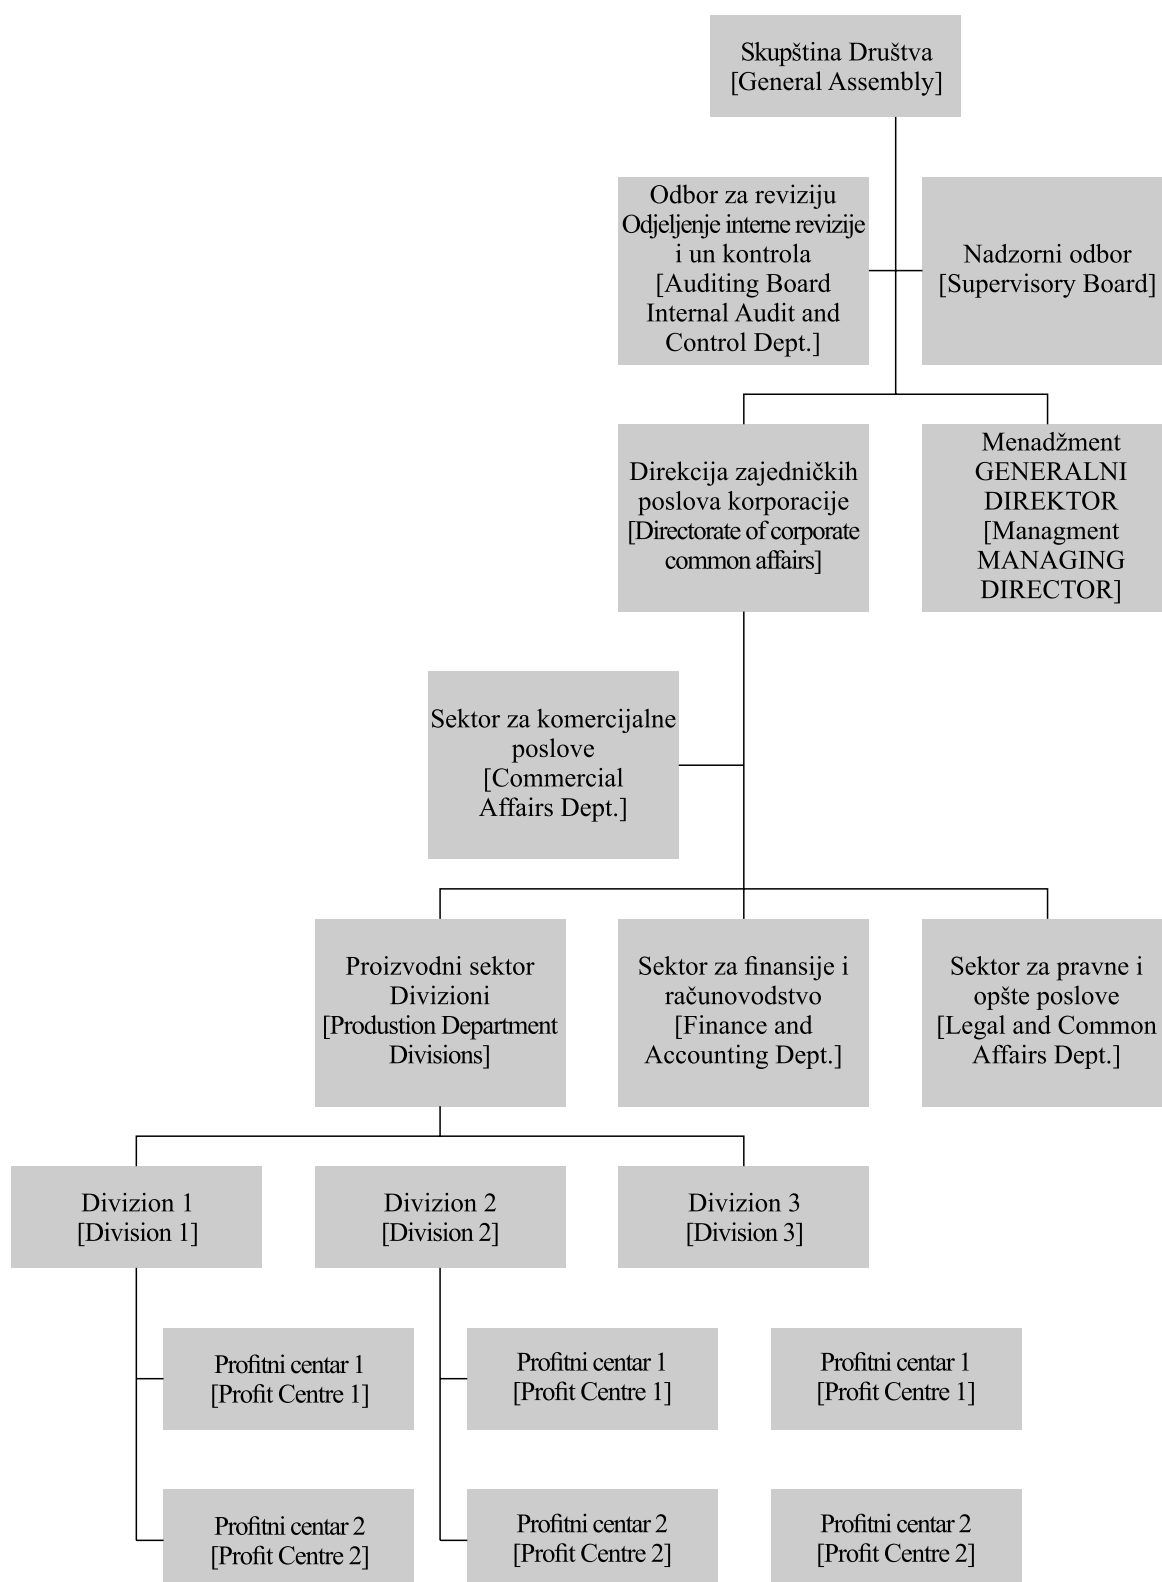 Skupština Društva
[General Assembly]
Odbor za reviziju
Odjeljenje interne revizije
i un kontrola
[Auditing Board
Internal Audit and
Control Dept.]
Nadzorni odbor
[Supervisory Board]
Direkcija zajedničkih
poslova korporacije
[Directorate of corporate
common affairs]
Menadžment
GENERALNI
DIREKTOR
[Managment
MANAGING
DIRECTOR]
Sektor za komercijalne
poslove
[Commercial
Affairs Dept.]
Proizvodni sektor
Divizioni
[Produstion Department
Divisions]
Sektor za finansije i
računovodstvo
[Finance and
Accounting Dept.]
Sektor za pravne i
opšte poslove
[Legal and Common
Affairs Dept.]
Divizion 1
[Division 1]
Divizion 2
[Division 2]
Divizion 3
[Division 3]
Profitni centar 1
[Profit Centre 1]
Profitni centar 1
[Profit Centre 1]
Profitni centar 1
[Profit Centre 1]
Profitni centar 2
[Profit Centre 2]
Profitni centar 2
[Profit Centre 2]
Profitni centar 2
[Profit Centre 2]